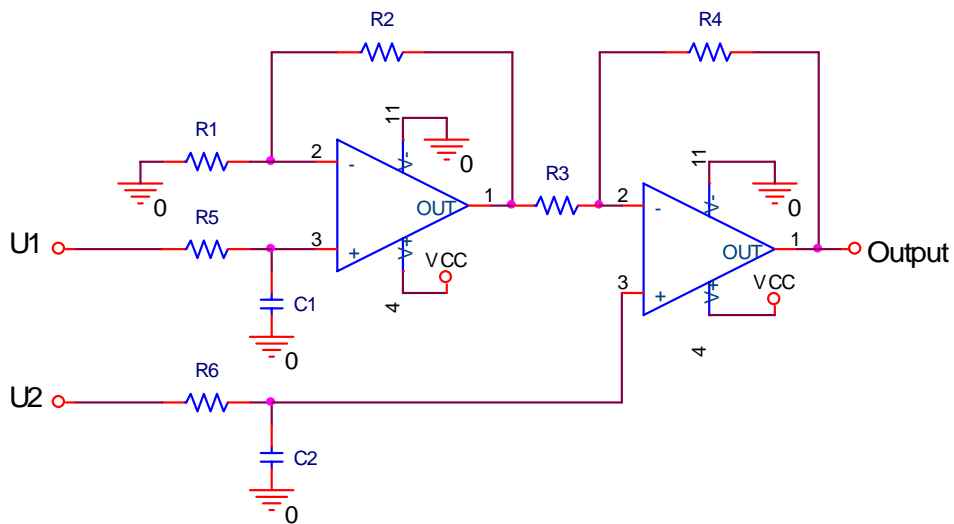 R2
R4
R1
2
-
11
V-
0
R3
2
-
11
V-
0
0
OUT
1
U1
R5
3
+
V+
4
VCC
OUT
1
Output
C1
0
3
+
V+
4
VCC
U2
R6
C2
0